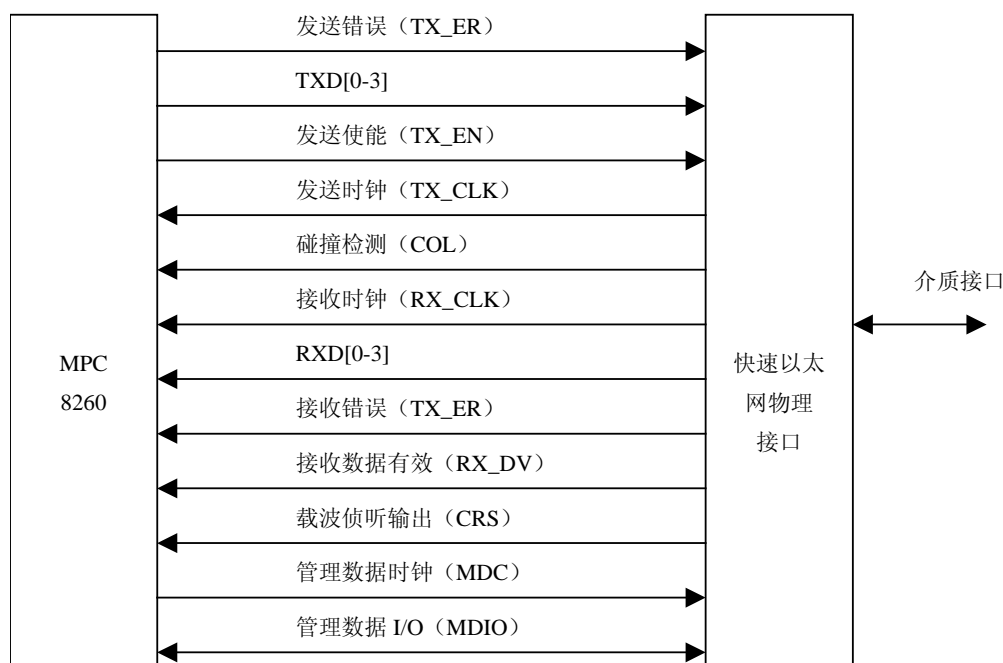 发送错误（TX_ER）
TXD[0-3]
发送使能（TX_EN）
发送时钟（TX_CLK）
碰撞检测（COL）
接收时钟（RX_CLK）
RXD[0-3]
接收错误（TX_ER）
接收数据有效（RX_DV）
载波侦听输出（CRS）
管理数据时钟（MDC）
管理数据 I/O（MDIO）
MPC
8260
快速以太
网物理
接口
介质接口